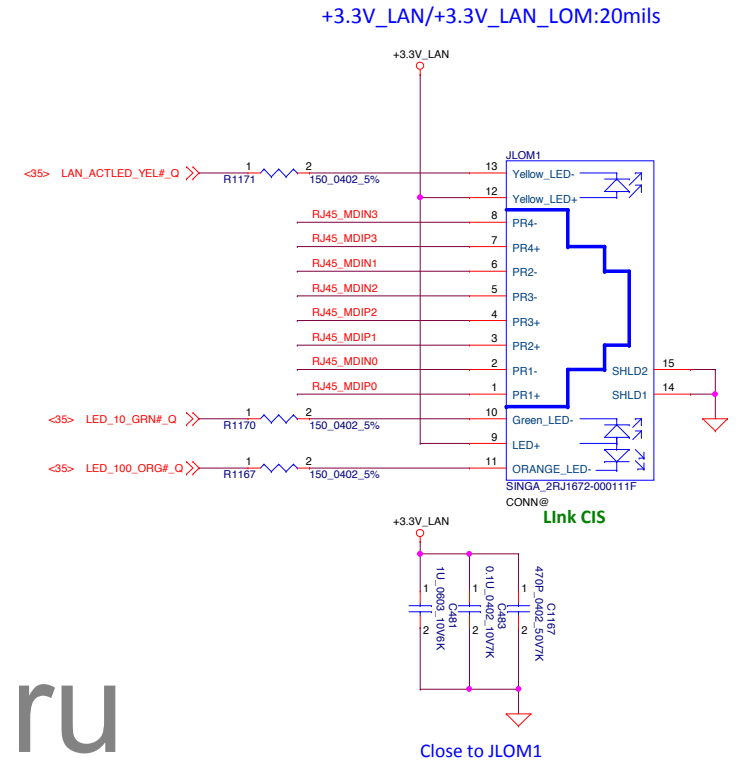 +3.3V_LAN/+3.3V_LAN_LOM:20mils
+3.3V_LAN
JLOM1
<35> LAN_ACTLED_YEL#_Q 1 2 13 Yellow_LED-
R1171 150_0402_5%
12 Yellow_LED+
RJ45_MDIN3 8 PR4-
RJ45_MDIP3 7 PR4+
RJ45_MDIN1 6 PR2-
RJ45_MDIN2 5 PR3-
RJ45_MDIP2 4 PR3+
RJ45_MDIP1 3 PR2+
RJ45_MDIN0 2 PR1- SHLD2 15
RJ45_MDIP0 1 PR1+ SHLD1 14
<35> LED_10_GRN#_Q 1 2 10 Green_LED-
R1170 150_0402_5%
9 LED+
<35> LED_100_ORG#_Q 1 2 11 ORANGE_LED-
R1167 150_0402_5%
SINGA_2RJ1672-000111F
CONN@
LInk CIS
+3.3V_LAN
1 2
C481
1U_0603_10V6K
1 2
C483
0.1U_0402_10V7K
1 2
C1167
470P_0402_50V7K
ru
Close to JLOM1